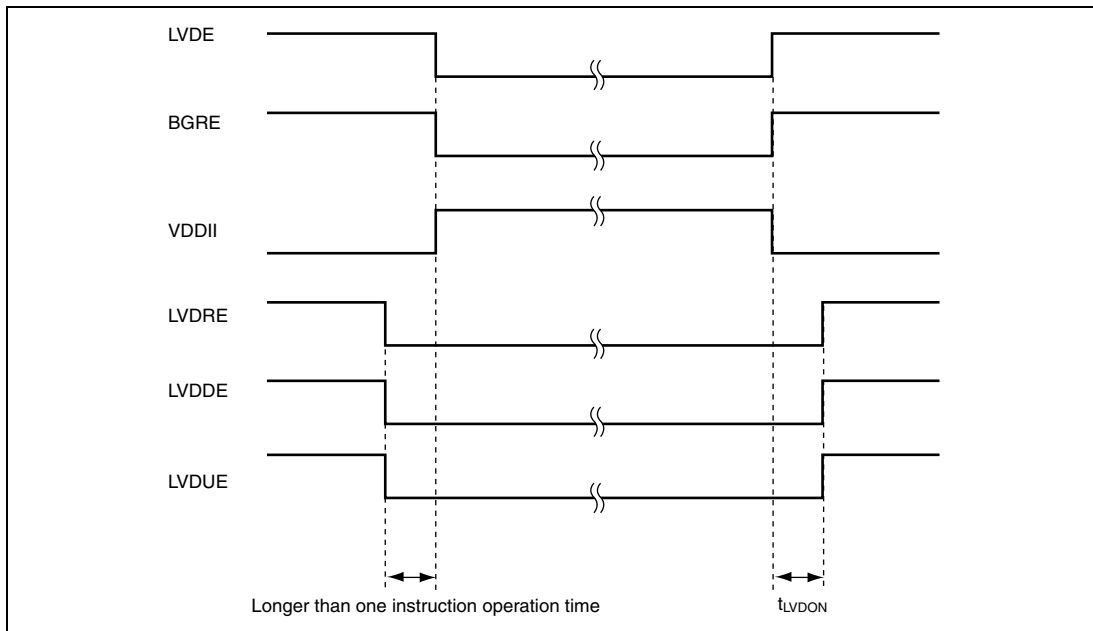 LVDE
BGRE
VDDII
LVDRE
LVDDE
LVDUE
Longer than one instruction operation time
tLVDON